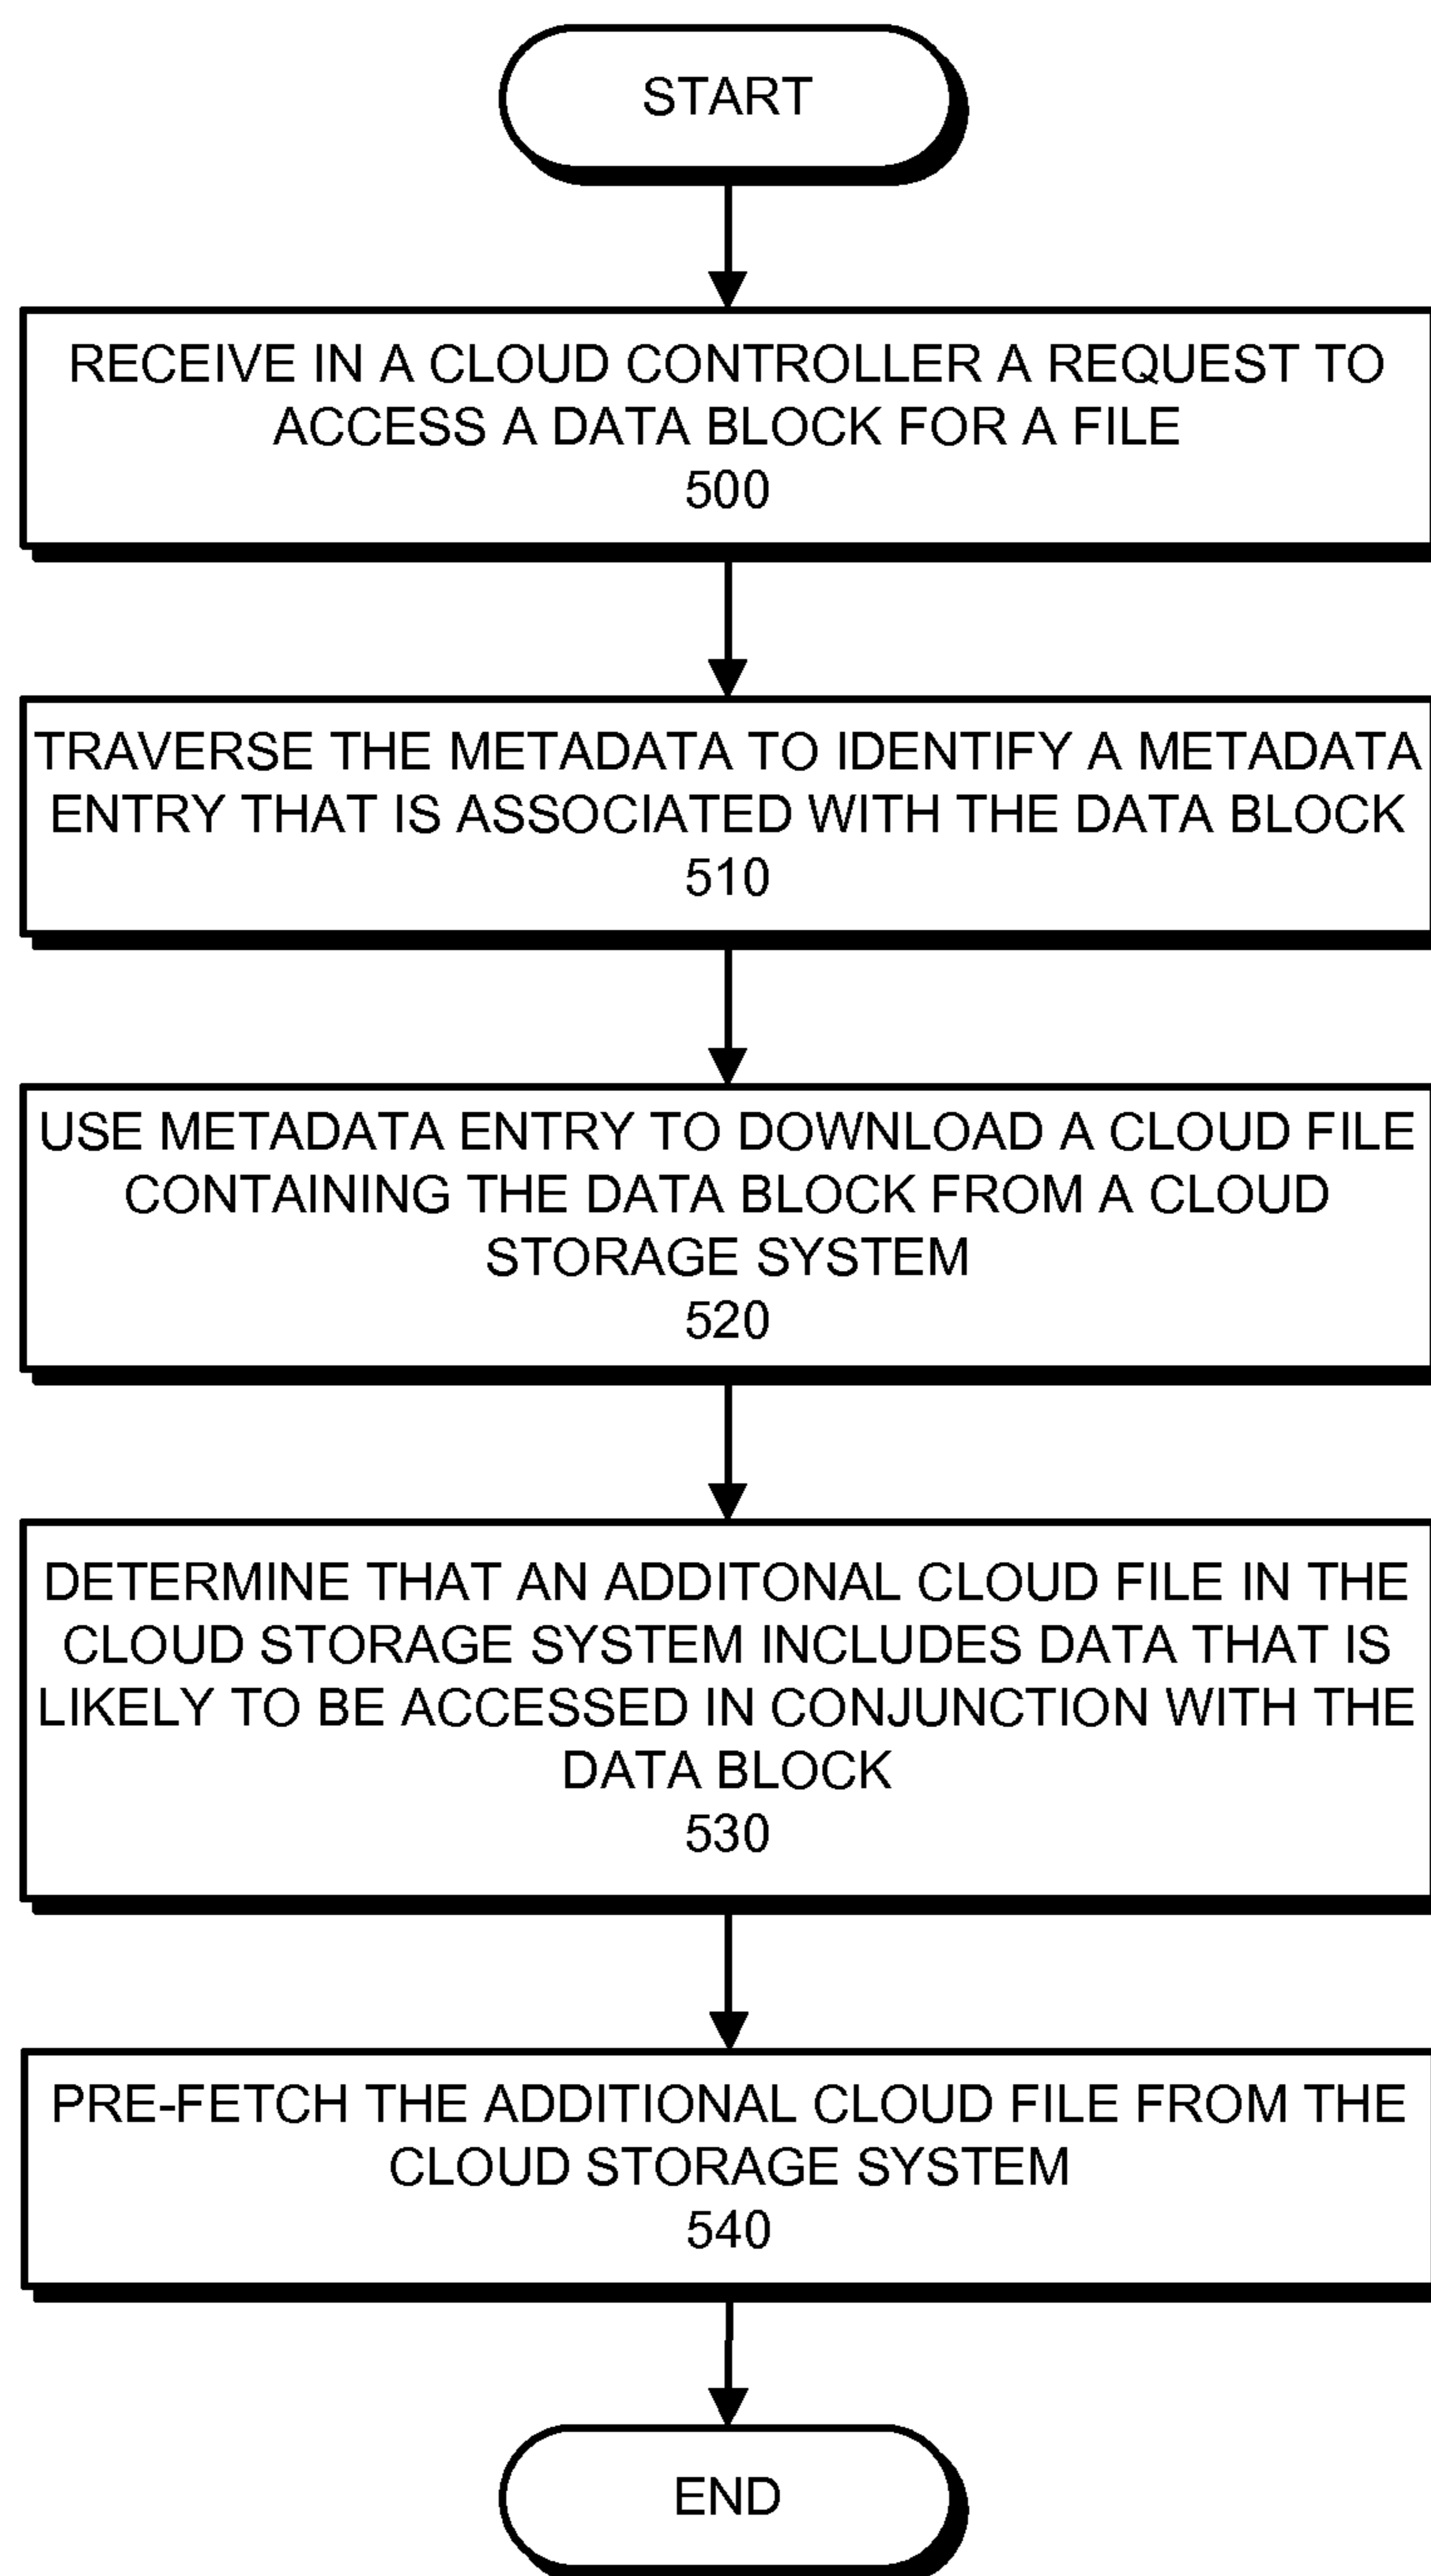 START
RECEIVE IN A CLOUD CONTROLLER A REQUEST TO
ACCESS A DATA BLOCK FOR A FILE
500
TRAVERSE THE METADATA TO IDENTIFY A METADATA
ENTRY THAT IS ASSOCIATED WITH THE DATA BLOCK
510
USE METADATA ENTRY TO DOWNLOAD A CLOUD FILE
CONTAINING THE DATA BLOCK FROM A CLOUD
STORAGE SYSTEM
520
DETERMINE THAT AN ADDITONAL CLOUD FILE IN THE
CLOUD STORAGE SYSTEM INCLUDES DATA THAT IS
LIKELY TO BE ACCESSED IN CONJUNCTION WITH THE
DATA BLOCK
530
PRE-FETCH THE ADDITIONAL CLOUD FILE FROM THE
CLOUD STORAGE SYSTEM
540
END